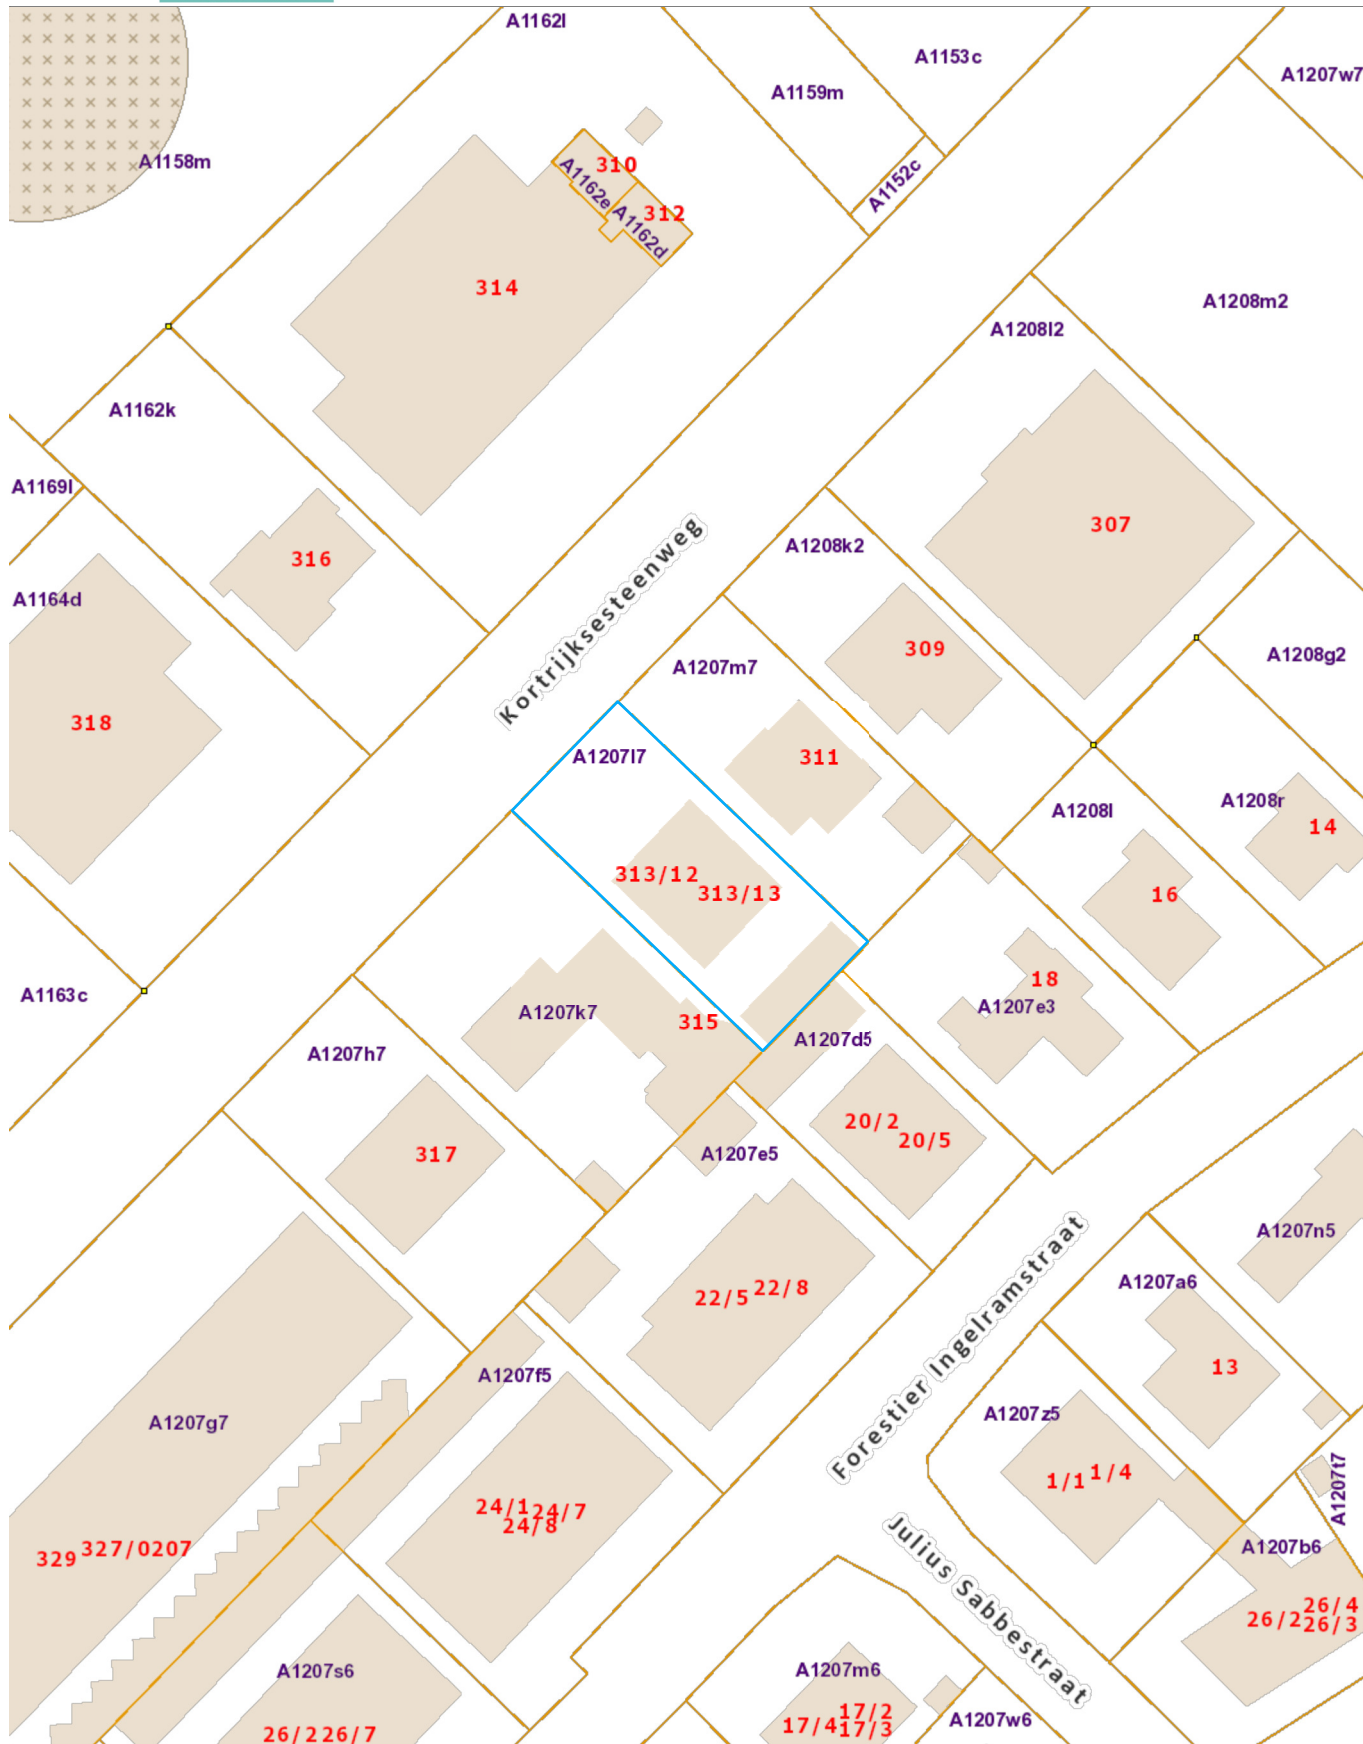 A1162l
A1153c
A1207w7
A1159m
A1158m
310
A1162e
A1152c
312
A1162d
314
A1208m2
A1208l2
A1162k
A1169l
307
A1208k2
316
A1164d
Kortrijksesteenweg
309
A1208g2
A1207m7
318
A1207l7
311
A1208r
A1208l
14
313/12
313/13
16
18
A1163c
A1207e3
A1207k7
315
A1207d5
A1207h7
20/2
20/5
317
A1207e5
A1207n5
A1207a6
22/5
22/8
Forestier Ingelramstraat
13
A1207f5
A1207z5
A1207g7
1/1
1/4
A1207t7
24/1
24/7
24/8
329
327/0207
A1207b6
Julius Sabbestraat
26/4
26/2
26/3
A1207s6
A1207m6
17/2
17/4
17/3
A1207w6
26/2
26/7